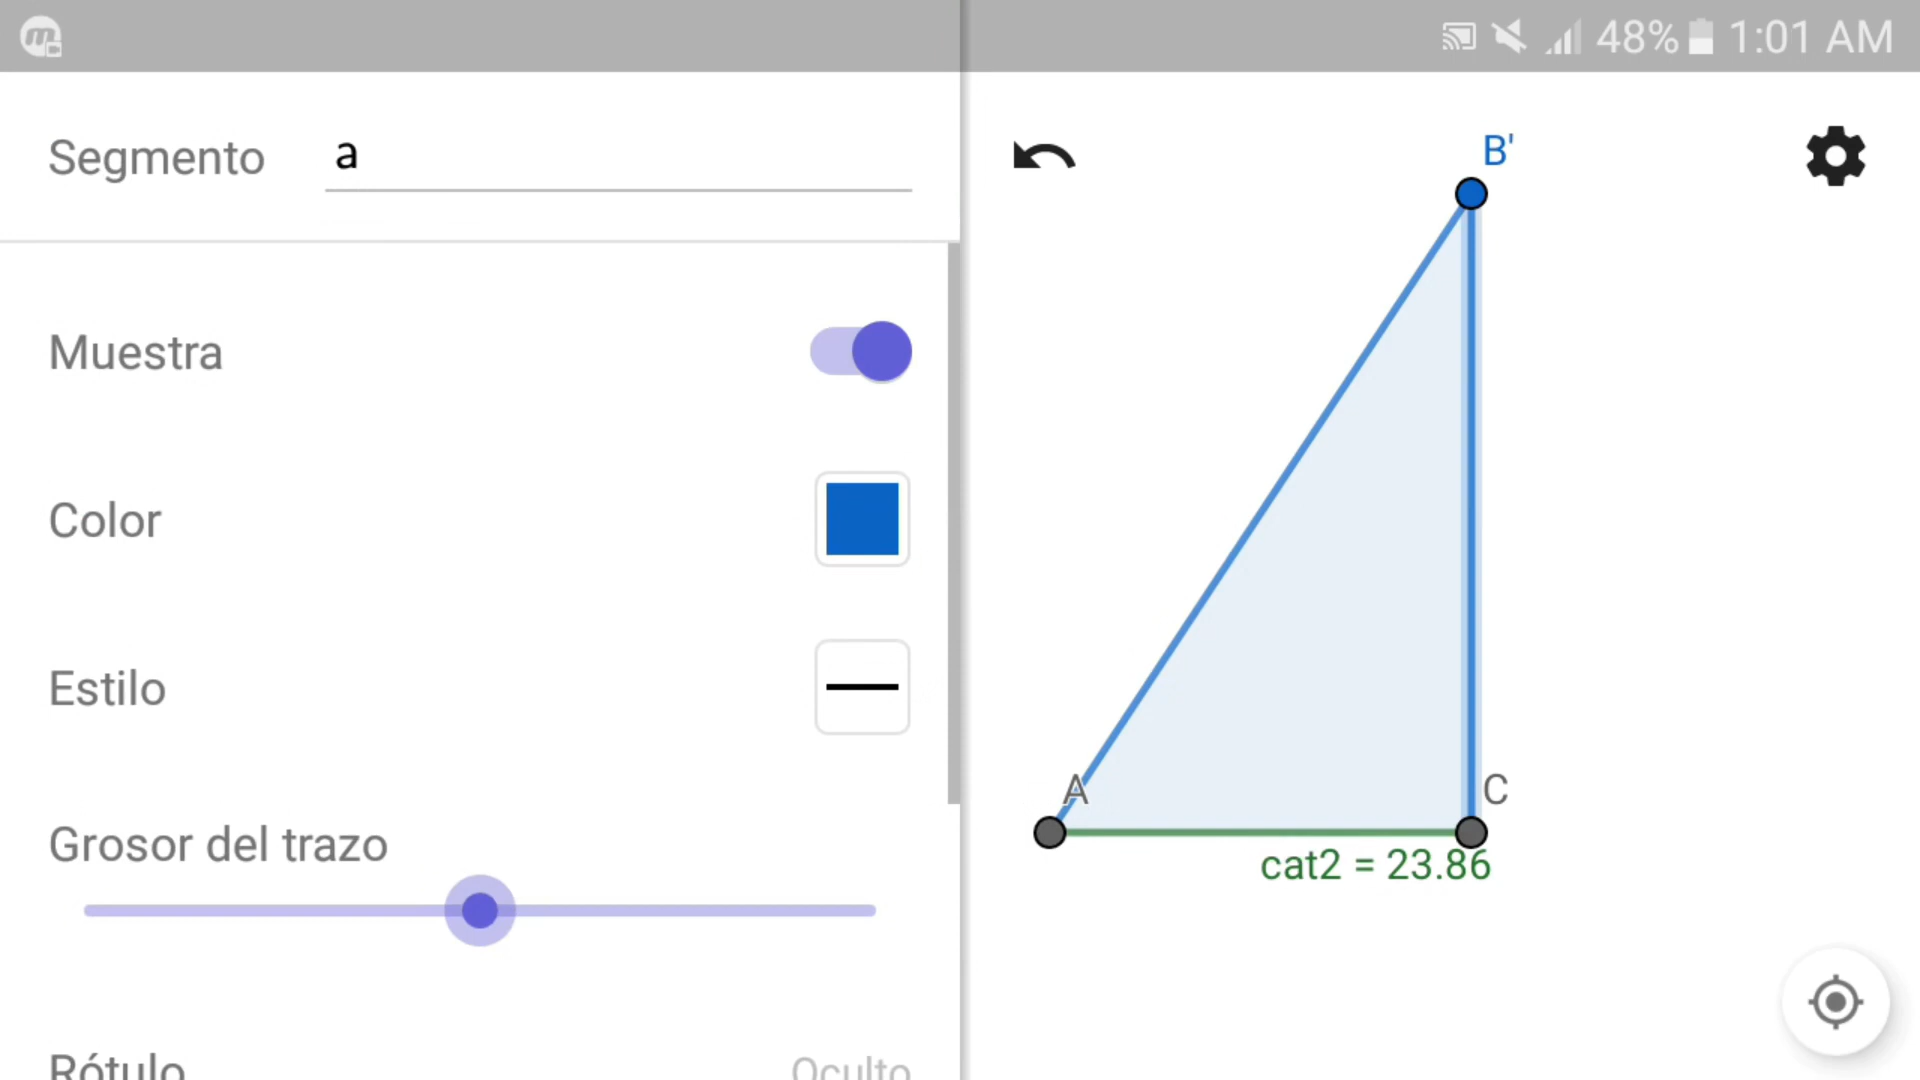 48% 1:01 AM
Segmento a
Muestra
Color
Estilo
Grosor del trazo
Rótulo Oculto
B'
A
C
cat2 = 23.86